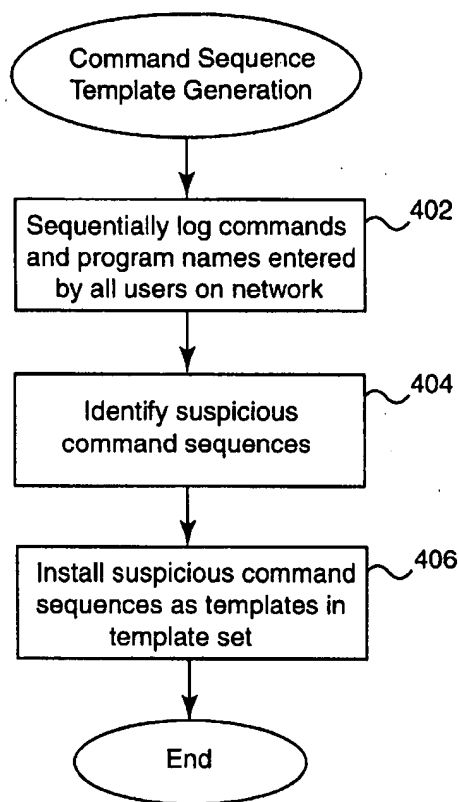 Command Sequence
Template Generation
402
Sequentially log commands
and program names entered
by all users on network
404
Identify suspicious
command sequences
406
Install suspicious command
sequences as templates in
template set
End